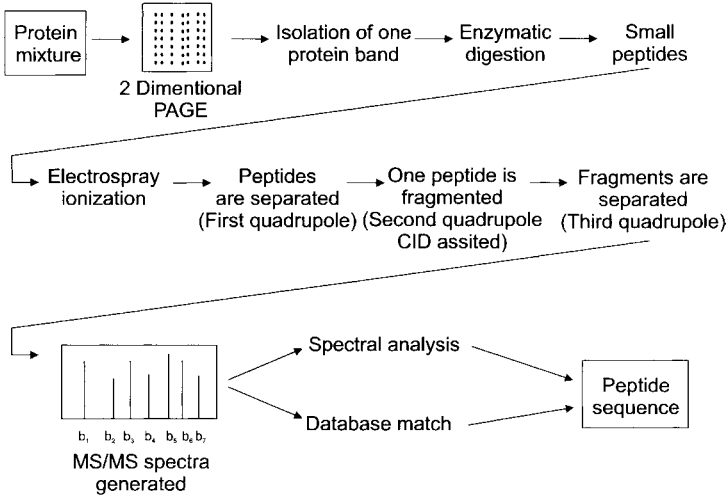 Protein
mixture
2 Dimentional
PAGE
Isolation of one
protein band
Enzymatic
digestion
Small
peptides
Electrospray
ionization
Peptides
are separated
(First quadrupole)
One peptide is
fragmented
(Second quadrupole
CID assited)
Fragments are
separated
(Third quadrupole)
b₁ b₂ b₃ b₄ b₅ b₆ b₇
MS/MS spectra
generated
Spectral analysis
Database match
Peptide
sequence